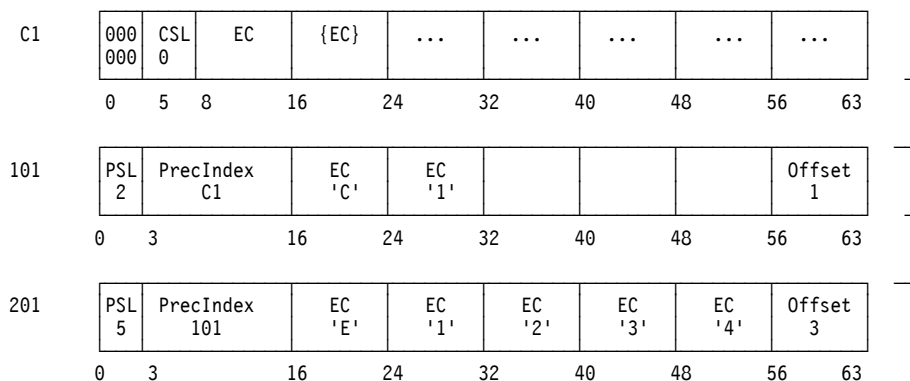 C1 000 CSL EC {EC} ... ... ... ... ...
000 0
0 5 8 16 24 32 40 48 56 63
101 PSL PrecIndex EC EC Offset
2 C1 'C' '1' 1
0 3 16 24 32 40 48 56 63
201 PSL PrecIndex EC EC EC EC EC Offset
5 101 'E' '1' '2' '3' '4' 3
0 3 16 24 32 40 48 56 63